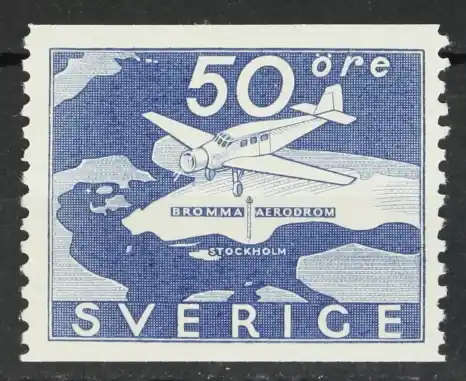 50 öre
BROMMA AERODROM
STOCKHOLM
SVERIGE